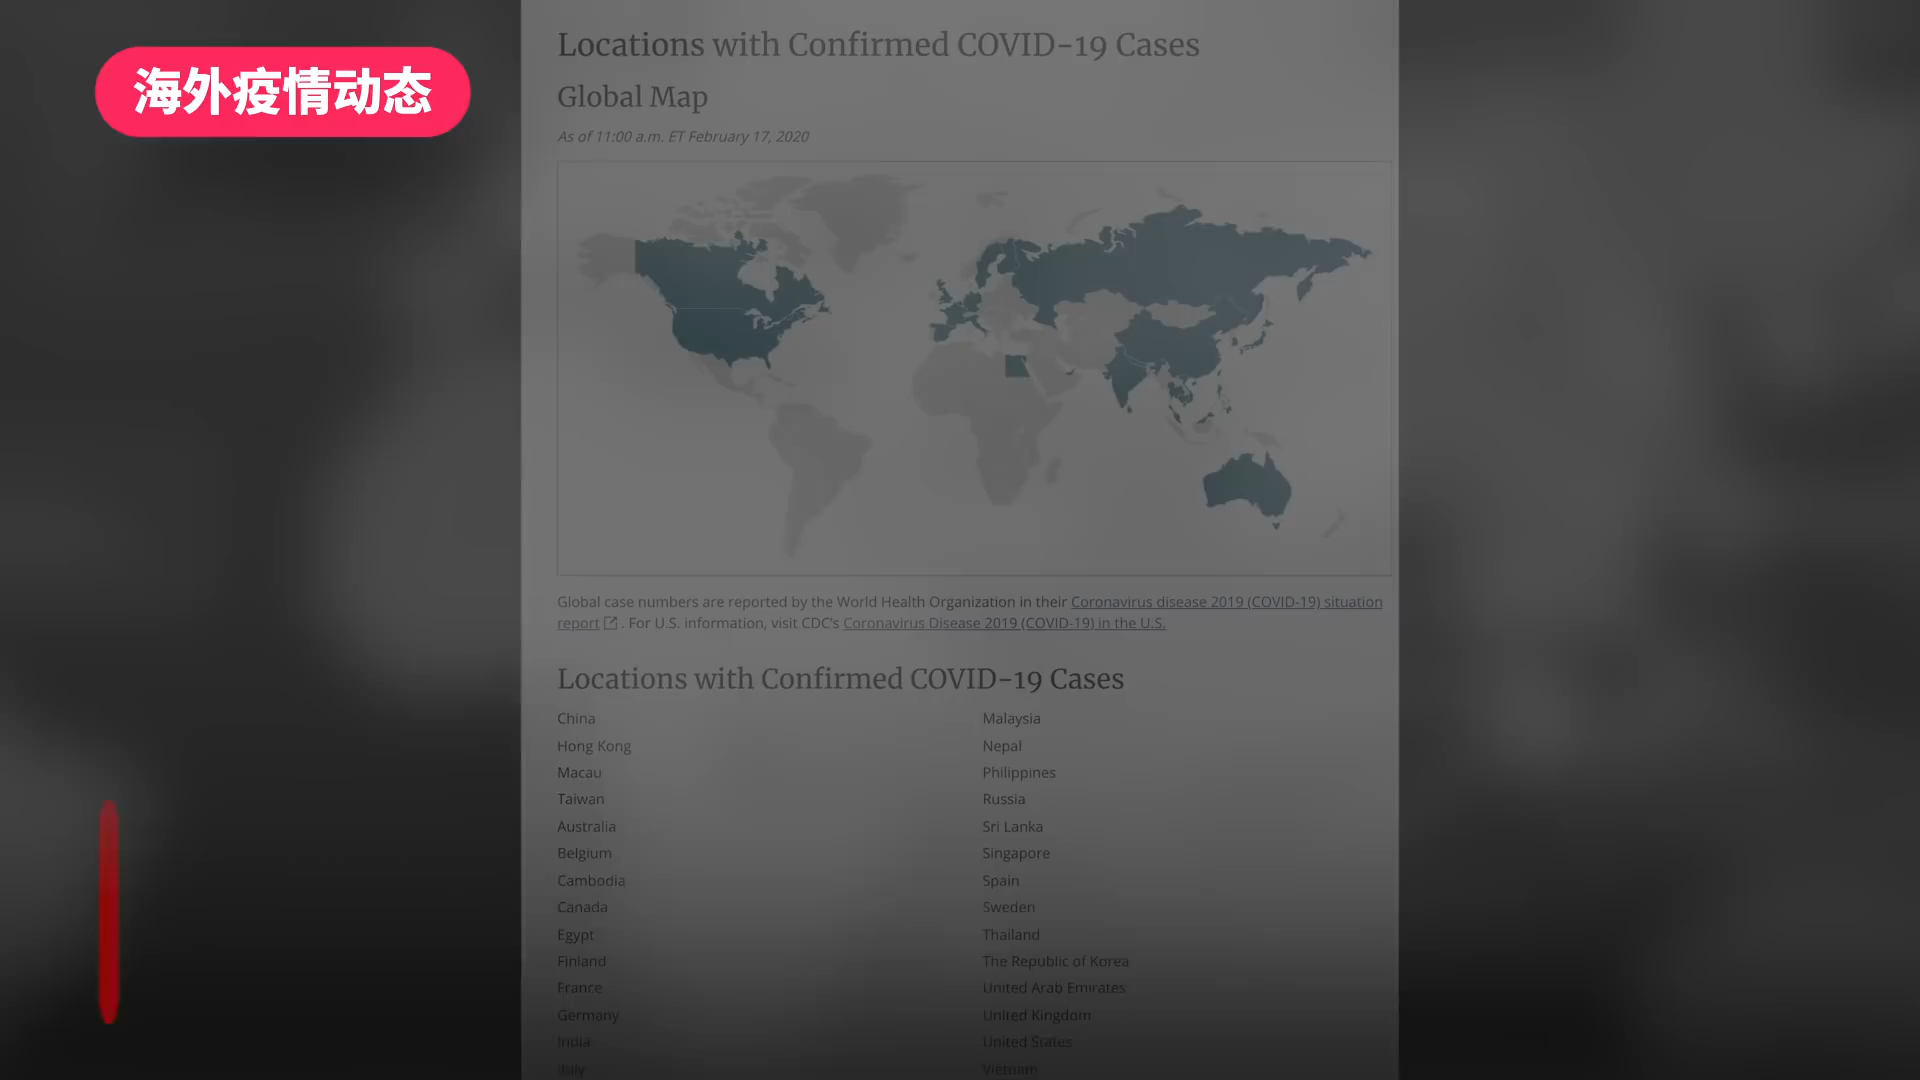 海外疫情动态
Locations with Confirmed COVID-19 Cases
Global Map
As of 11:00 a.m. ET February 17, 2020
Global case numbers are reported by the World Health Organization in their Coronavirus disease 2019 (COVID-19) situation
report . For U.S. information, visit CDC's Coronavirus Disease 2019 (COVID-19) in the U.S.
Locations with Confirmed COVID-19 Cases
China
Hong Kong
Macau
Taiwan
Australia
Belgium
Cambodia
Canada
Egypt
Finland
France
Germany
India
Italy
Malaysia
Nepal
Philippines
Russia
Sri Lanka
Singapore
Spain
Sweden
Thailand
The Republic of Korea
United Arab Emirates
United Kingdom
United States
Vietnam